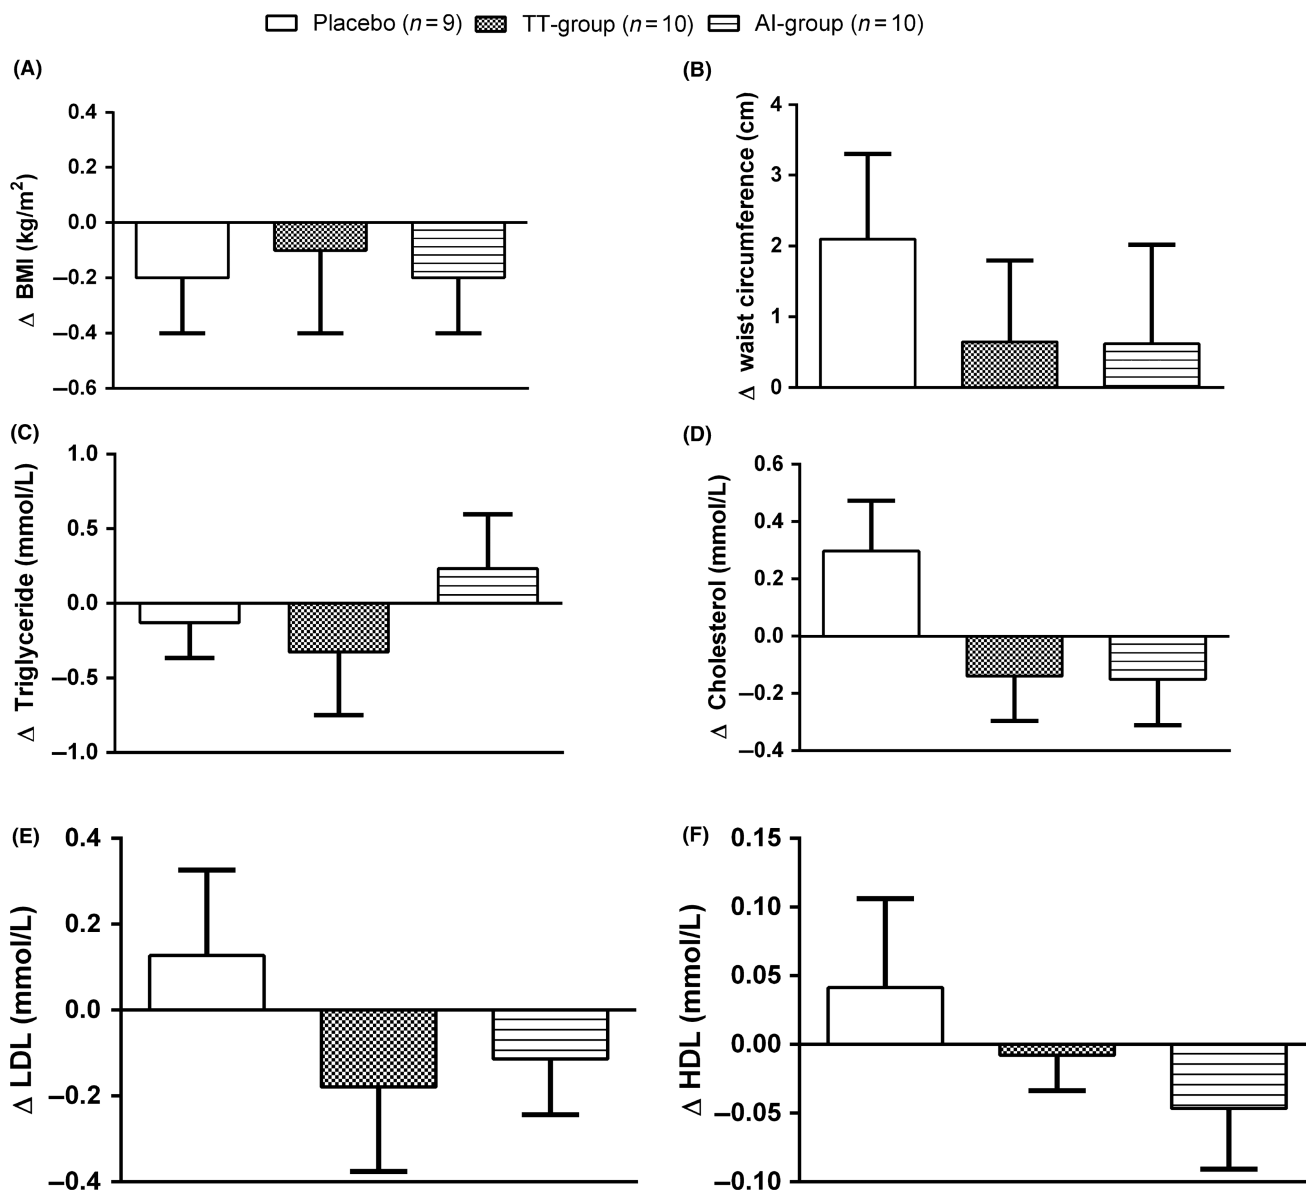 Placebo (n = 9) TT-group (n = 10) AI-group (n = 10)
(A)
Δ BMI (kg/m²)
0.4
0.2
0.0
–0.2
–0.4
–0.6
(B)
Δ waist circumference (cm)
4
3
2
1
0
(C)
Δ Triglyceride (mmol/L)
1.0
0.5
0.0
–0.5
–1.0
(D)
Δ Cholesterol (mmol/L)
0.6
0.4
0.2
0.0
–0.2
–0.4
(E)
Δ LDL (mmol/L)
0.4
0.2
0.0
–0.2
–0.4
(F)
Δ HDL (mmol/L)
0.15
0.10
0.05
0.00
–0.05
–0.10